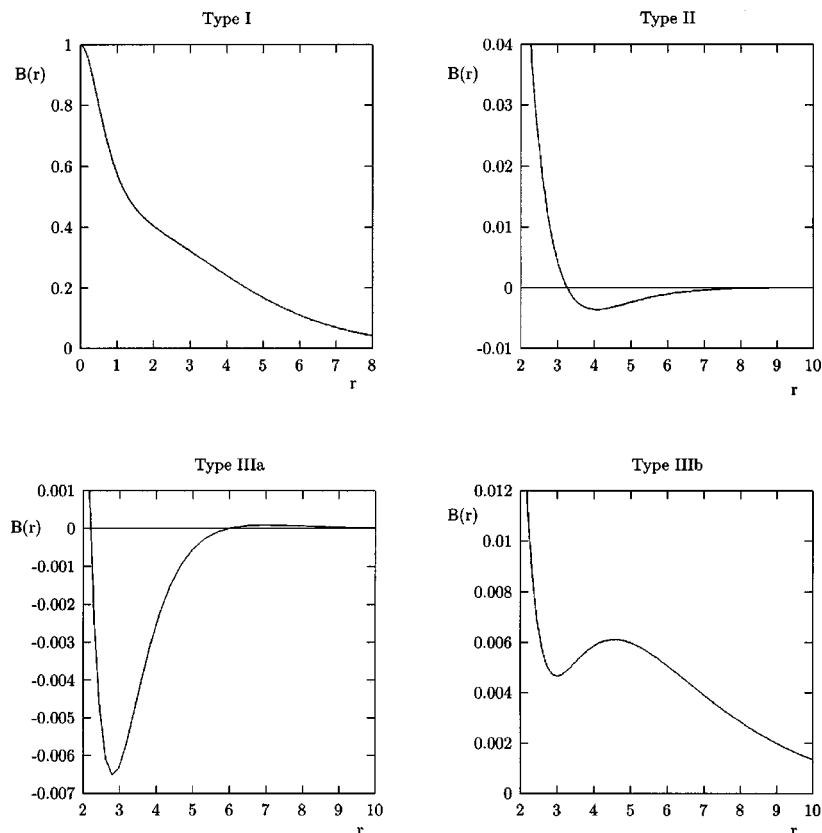 Type I
B(r)
1
0.8
0.6
0.4
0.2
0
0 1 2 3 4 5 6 7 8
r
Type II
B(r)
0.04
0.03
0.02
0.01
0
-0.01
2 3 4 5 6 7 8 9 10
r
Type IIIa
B(r)
0.001
0
-0.001
-0.002
-0.003
-0.004
-0.005
-0.006
-0.007
2 3 4 5 6 7 8 9 10
r
Type IIIb
B(r)
0.012
0.01
0.008
0.006
0.004
0.002
0
2 3 4 5 6 7 8 9 10
r